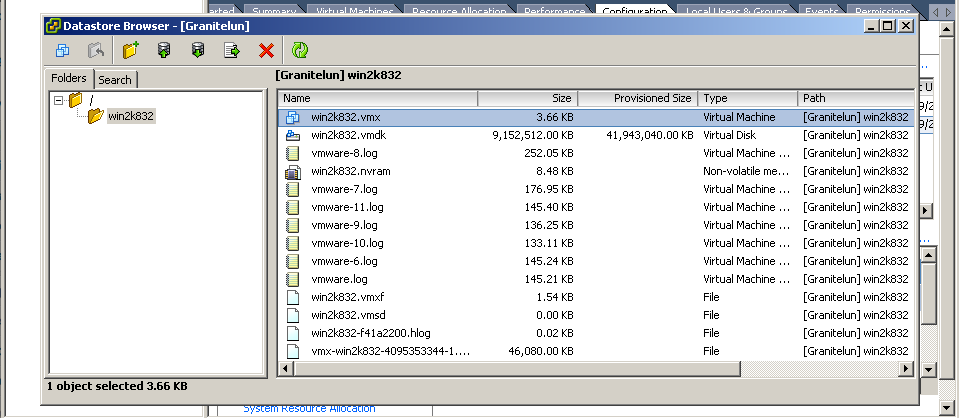 arted Summary Virtual Machines Resource Allocation Performance Configuration Local Users & Groups Events Permissions
Datastore Browser - [Granitelun]
Folders Search
/
win2k832
[Granitelun] win2k832
Name Size Provisioned Size Type Path
win2k832.vmx 3.66 KB Virtual Machine [Granitelun] win2k832
win2k832.vmdk 9,152,512.00 KB 41,943,040.00 KB Virtual Disk [Granitelun] win2k832
vmware-8.log 252.05 KB Virtual Machine ... [Granitelun] win2k832
win2k832.nvram 8.48 KB Non-volatile me... [Granitelun] win2k832
vmware-7.log 176.95 KB Virtual Machine ... [Granitelun] win2k832
vmware-11.log 145.40 KB Virtual Machine ... [Granitelun] win2k832
vmware-9.log 136.25 KB Virtual Machine ... [Granitelun] win2k832
vmware-10.log 133.11 KB Virtual Machine ... [Granitelun] win2k832
vmware-6.log 145.24 KB Virtual Machine ... [Granitelun] win2k832
vmware.log 145.21 KB Virtual Machine ... [Granitelun] win2k832
win2k832.vmxf 1.54 KB File [Granitelun] win2k832
win2k832.vmsd 0.00 KB File [Granitelun] win2k832
win2k832-f41a2200.hlog 0.02 KB File [Granitelun] win2k832
vmx-win2k832-4095353344-1.... 46,080.00 KB File [Granitelun] win2k832
1 object selected 3.66 KB
System Resource Allocation